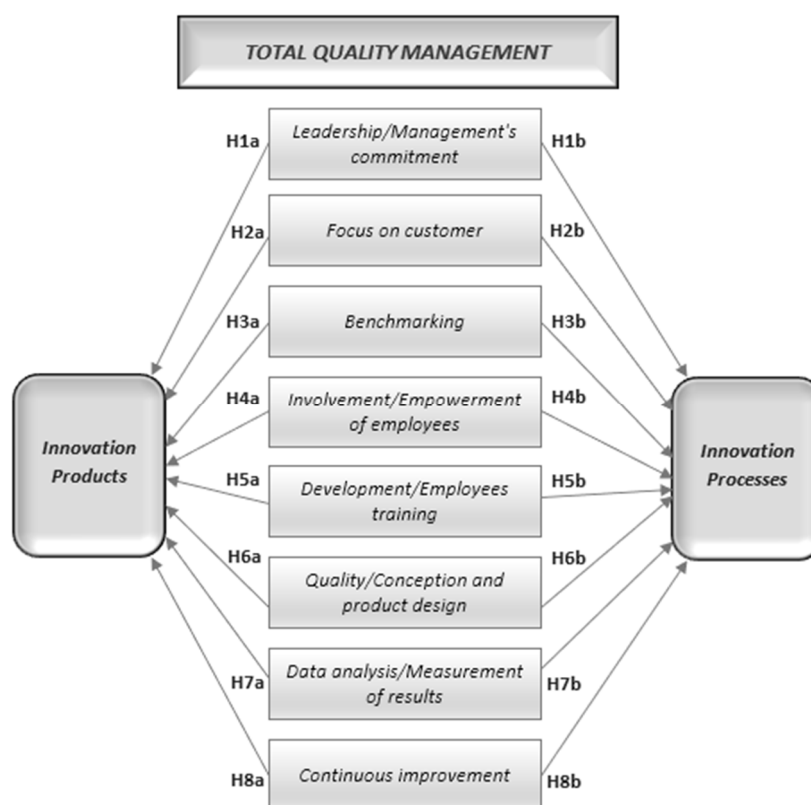 TOTAL QUALITY MANAGEMENT
H1a
Leadership/Management's
commitment
H1b
H2a
Focus on customer
H2b
H3a
Benchmarking
H3b
H4a
Involvement/Empowerment
of employees
H4b
Innovation
Products
Innovation
Processes
H5a
Development/Employees
training
H5b
H6a
Quality/Conception and
product design
H6b
H7a
Data analysis/Measurement
of results
H7b
H8a
Continuous improvement
H8b